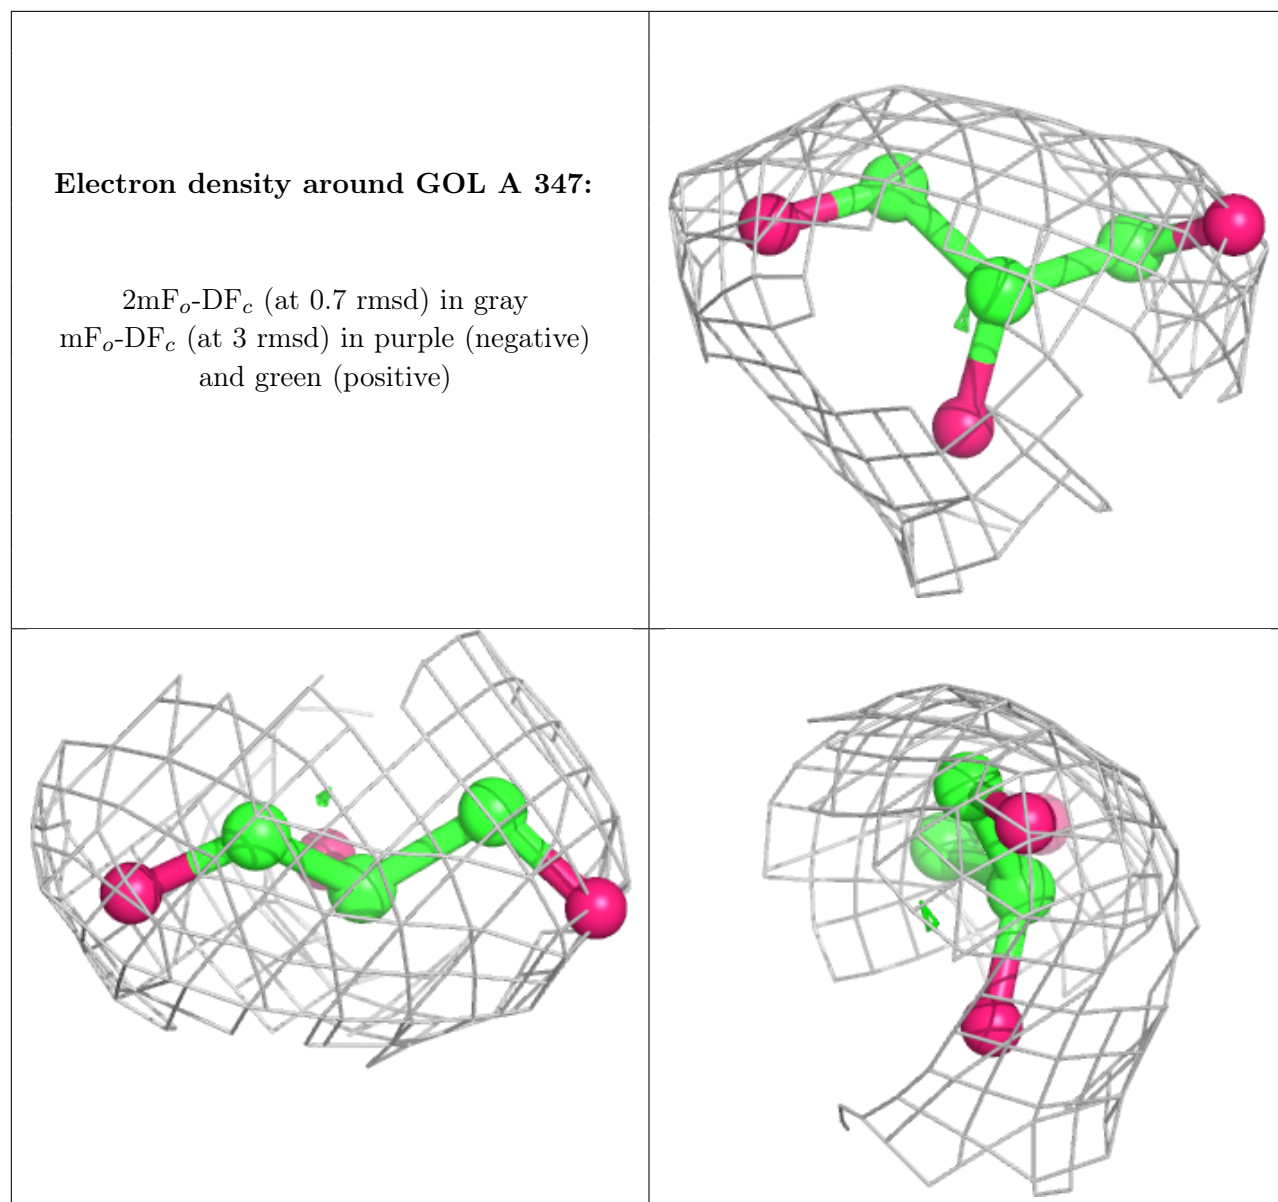 Electron density around GOL A 347:
2mFo-DFc (at 0.7 rmsd) in gray
mFo-DFc (at 3 rmsd) in purple (negative)
and green (positive)